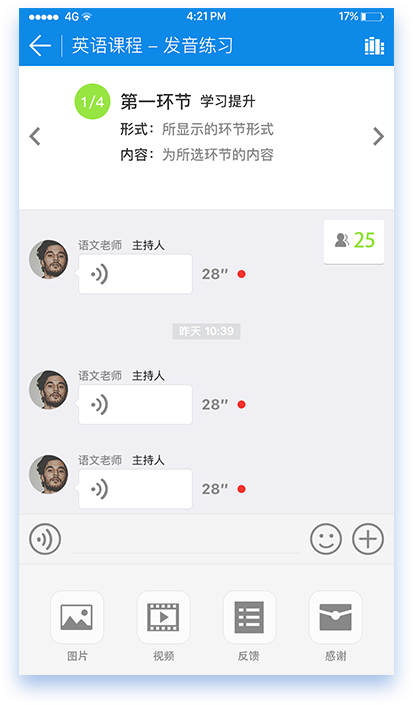 4G 4:21 PM 17%
英语课程 – 发音练习
1/4 第一环节 学习提升
形式：所显示的环节形式
内容：为所选环节的内容
25
语文老师 主持人
28″
昨天 10:39
语文老师 主持人
28″
语文老师 主持人
28″
图片 视频 反馈 感谢